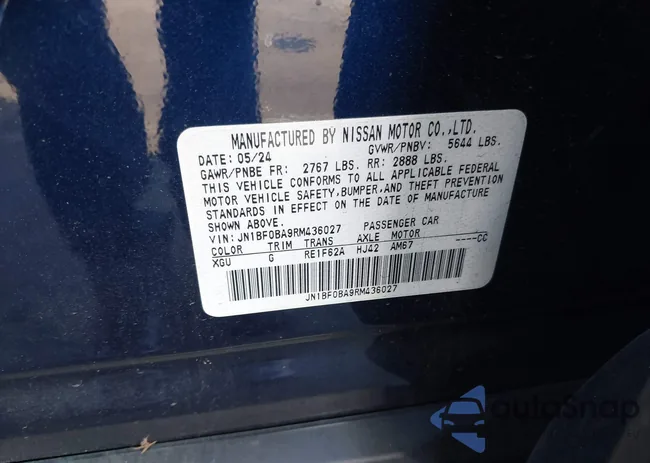 MANUFACTURED BY NISSAN MOTOR CO.,LTD.
DATE: 05/24 GVWR/PNBV: 5644 LBS.
GAWR/PNBE FR: 2767 LBS. RR: 2888 LBS.
THIS VEHICLE CONFORMS TO ALL APPLICABLE FEDERAL
MOTOR VEHICLE SAFETY,BUMPER,AND THEFT PREVENTION
STANDARDS IN EFFECT ON THE DATE OF MANUFACTURE
SHOWN ABOVE.
VIN: JN1BF0BA9RM436027 PASSENGER CAR
COLOR TRIM TRANS AXLE MOTOR ----CC
XGU G RE1F62A HJ42 AM67
JN1BF0BA9RM436027
autoSnap